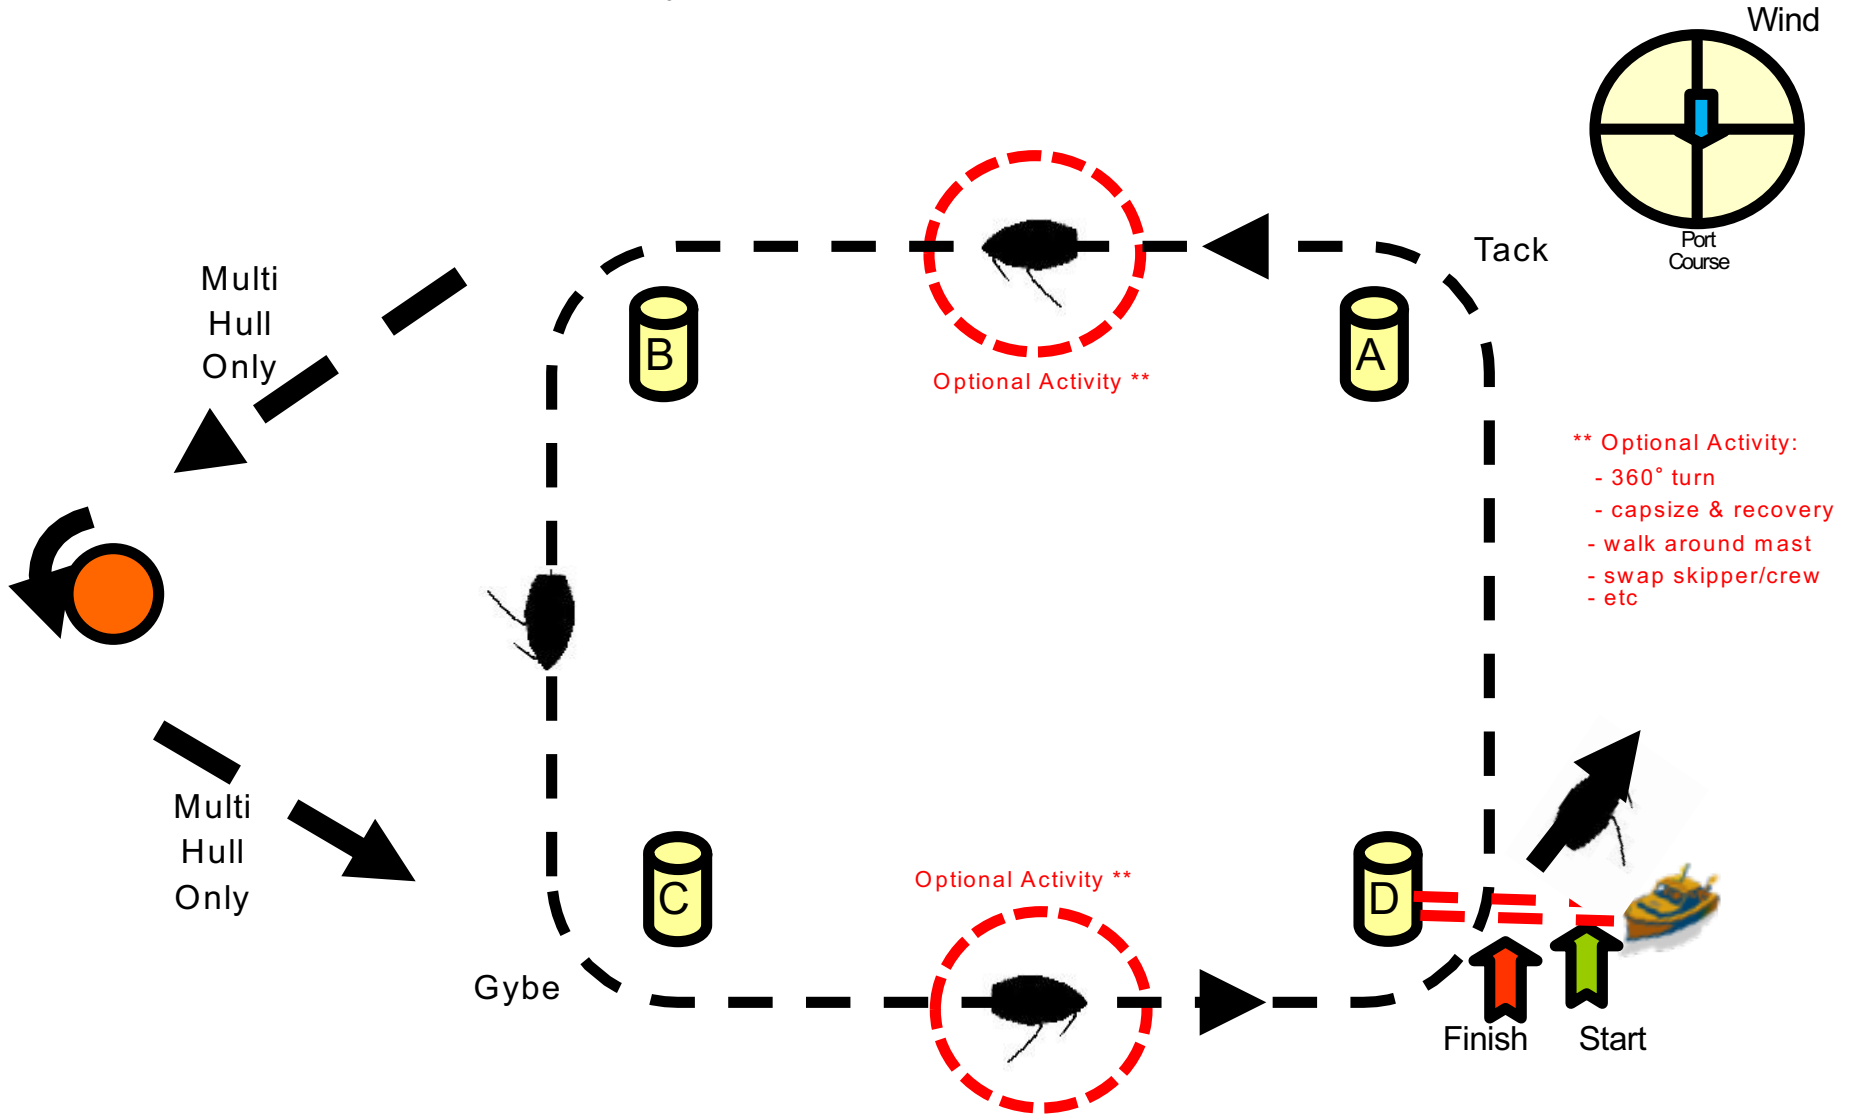 Wind
Port
Course
Tack
Multi
Hull
Only
B
A
Optional Activity **
** Optional Activity:
- 360° turn
- capsize & recovery
- walk around mast
- swap skipper/crew
- etc
Multi
Hull
Only
C
Optional Activity **
D
Gybe
Finish
Start